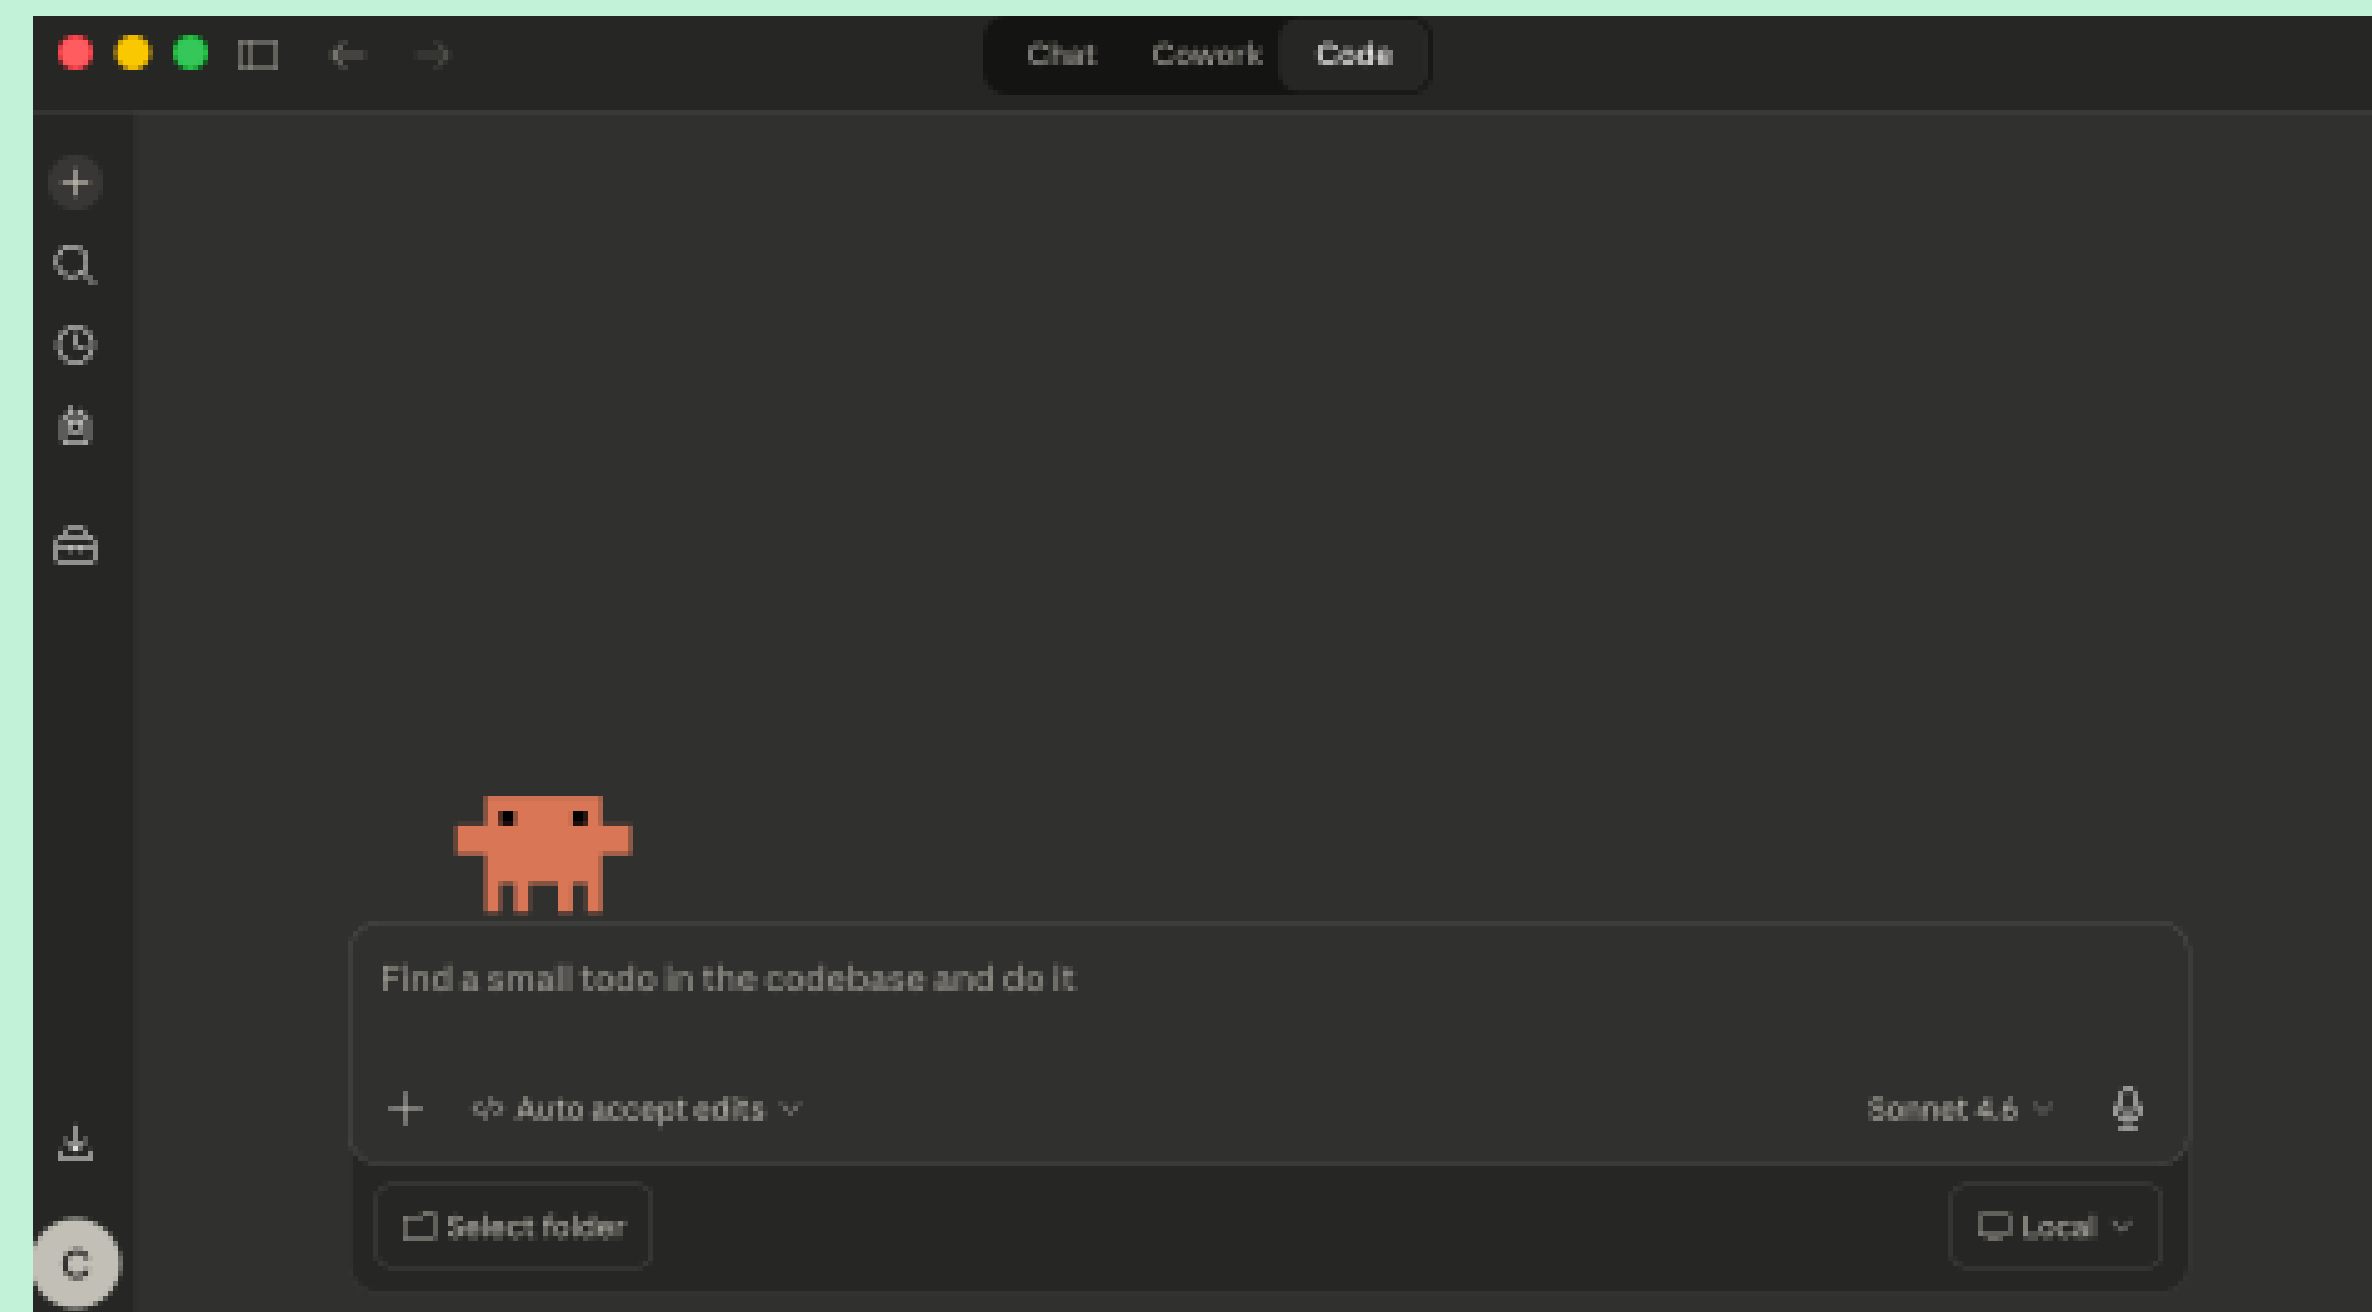 Chat Cowork Code
Find a small todo in the codebase and do it
Auto accept edits
Sonnet 4.6
Select folder
Local
C